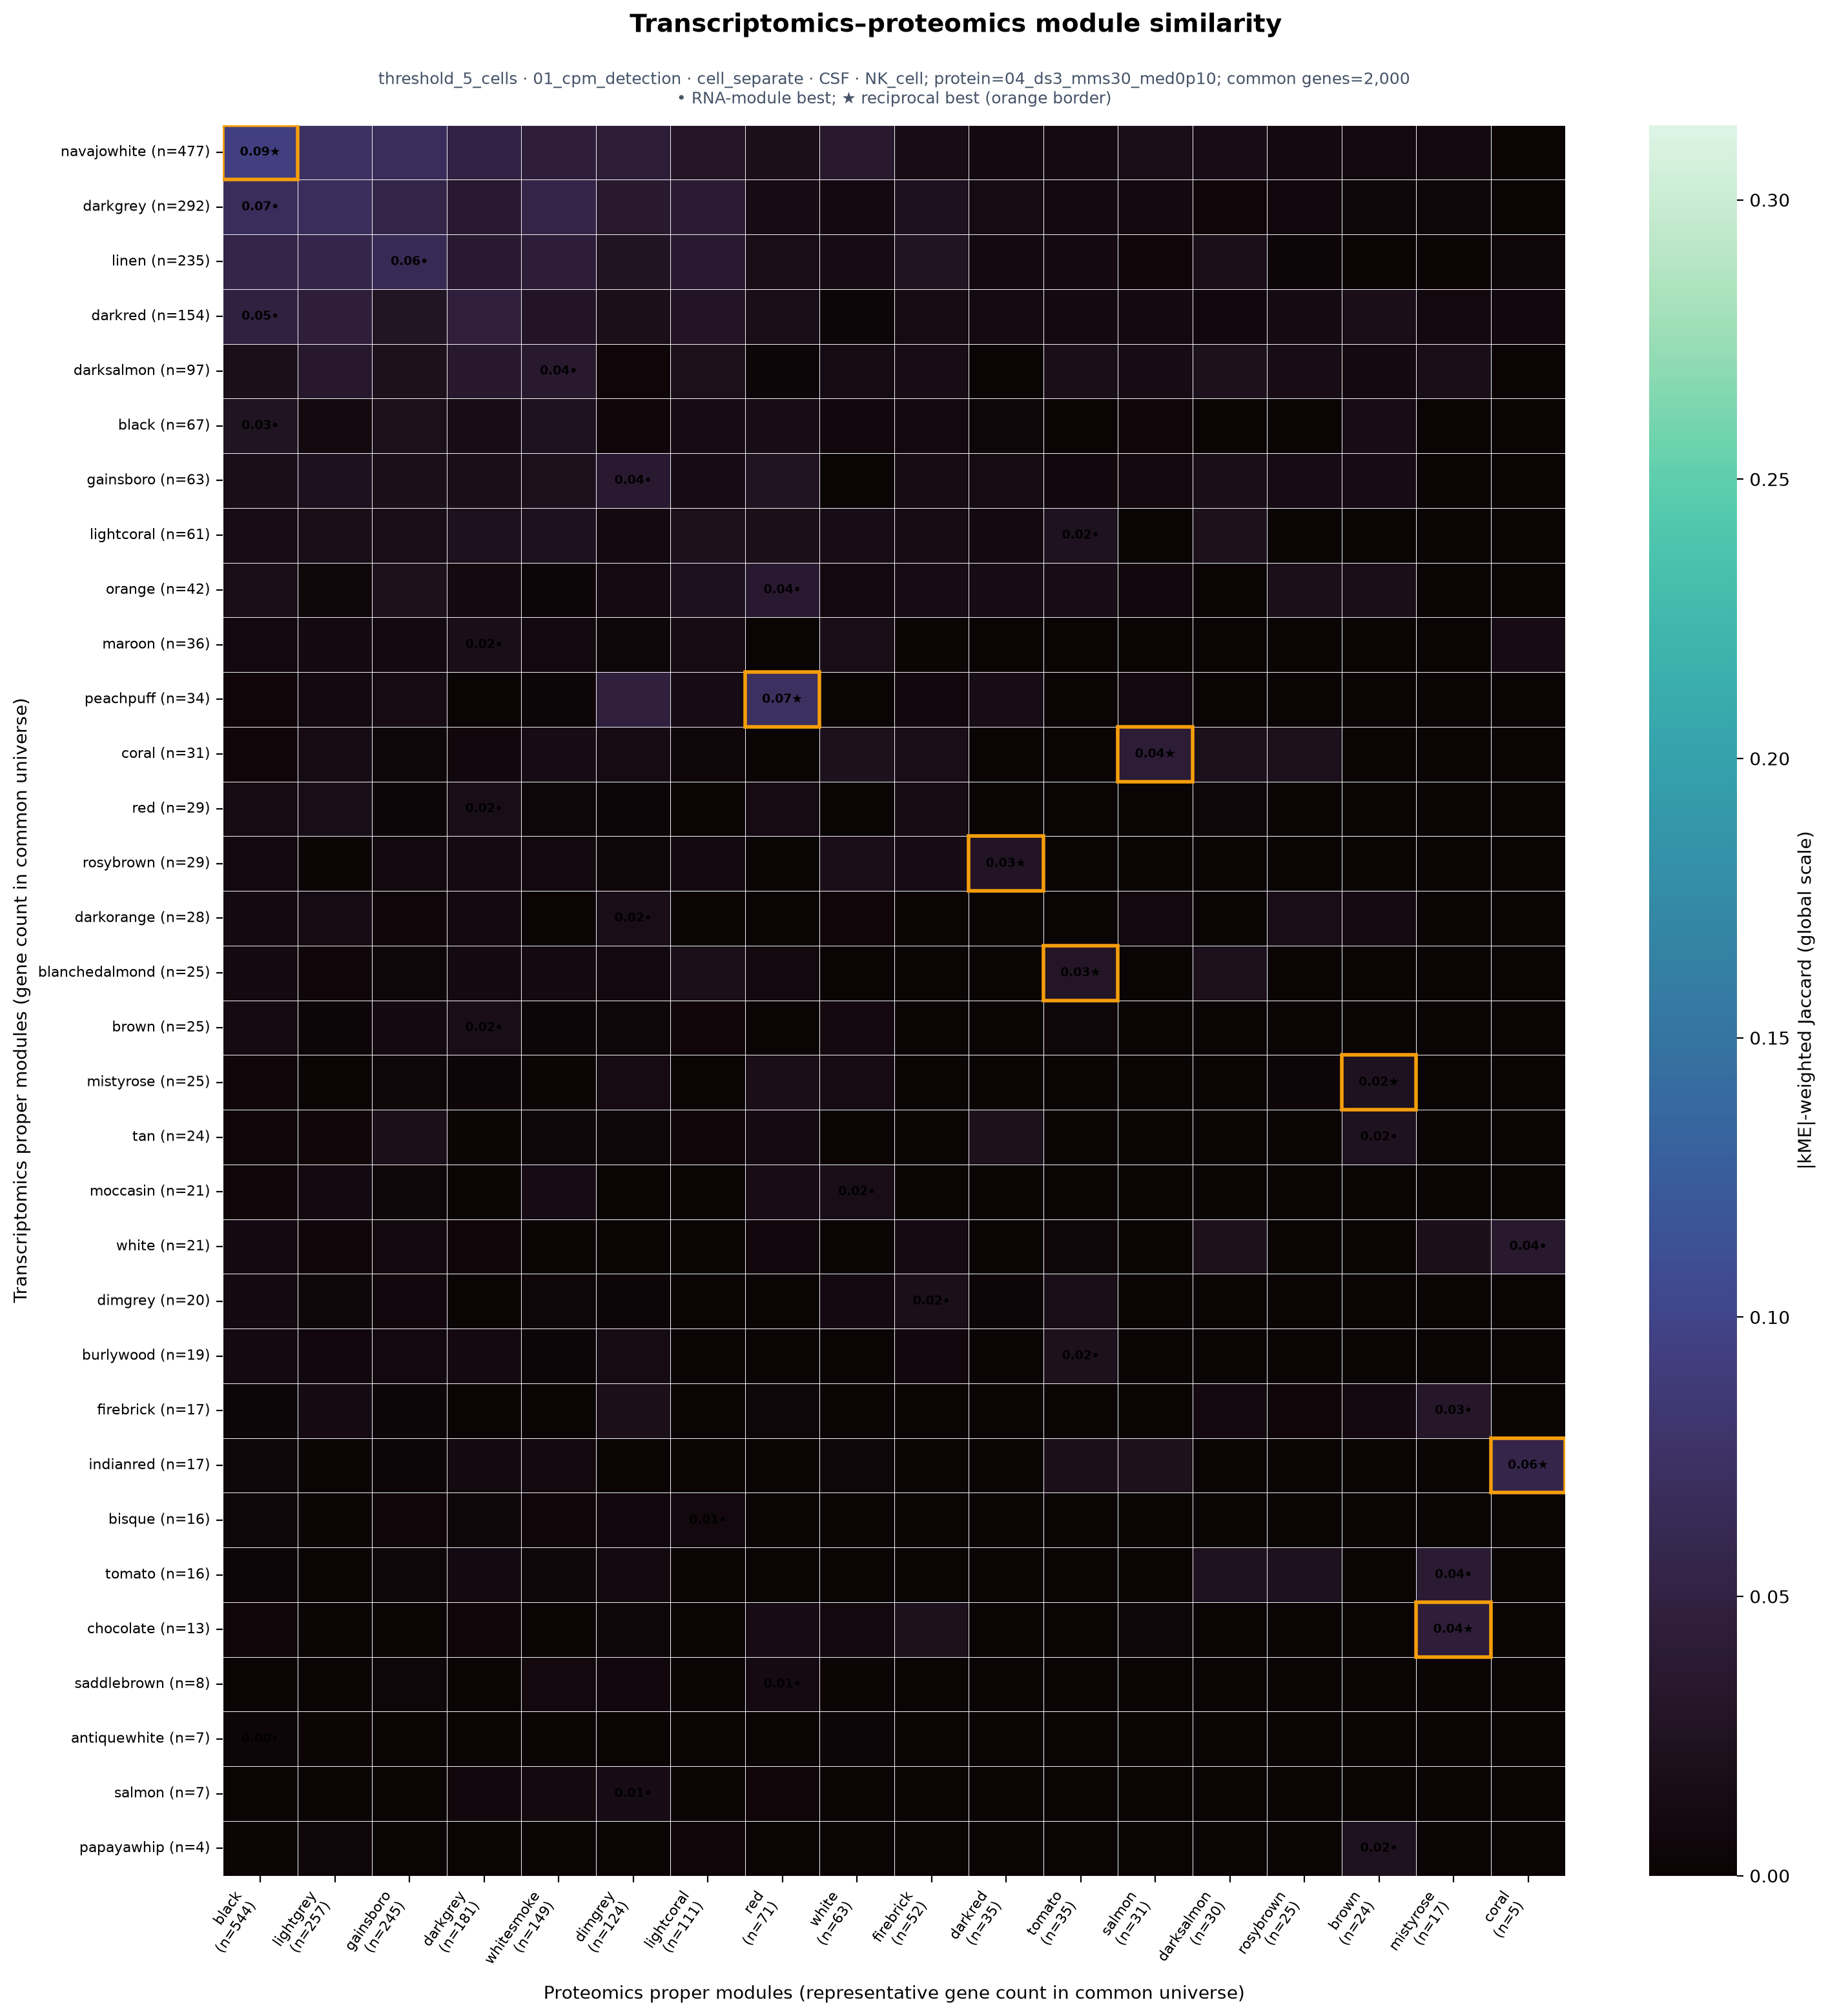 Transcriptomics–proteomics module similarity
threshold_5_cells · 01_cpm_detection · cell_separate · CSF · NK_cell; protein=04_ds3_mms30_med0p10; common genes=2,000
• RNA-module best; ★ reciprocal best (orange border)
Transcriptomics proper modules (gene count in common universe)
navajowhite (n=477) 0.09★
darkgrey (n=292) 0.07•
linen (n=235) 0.06•
darkred (n=154) 0.05•
darksalmon (n=97) 0.04•
black (n=67) 0.03•
gainsboro (n=63) 0.04•
lightcoral (n=61) 0.02•
orange (n=42) 0.04•
maroon (n=36) 0.02•
peachpuff (n=34) 0.07★
coral (n=31) 0.04★
red (n=29) 0.02•
rosybrown (n=29) 0.03★
darkorange (n=28) 0.02•
blanchedalmond (n=25) 0.03★
brown (n=25) 0.02•
mistyrose (n=25) 0.02★
tan (n=24) 0.02•
moccasin (n=21) 0.02•
white (n=21) 0.04•
dimgrey (n=20) 0.02•
burlywood (n=19) 0.02•
firebrick (n=17) 0.03•
indianred (n=17) 0.06★
bisque (n=16) 0.01•
tomato (n=16) 0.04•
chocolate (n=13) 0.04★
saddlebrown (n=8) 0.01•
antiquewhite (n=7) 0.00•
salmon (n=7) 0.01•
papayawhip (n=4) 0.02•
black
(n=544)
lightgrey
(n=257)
gainsboro
(n=245)
darkgrey
(n=181)
whitesmoke
(n=149)
dimgrey
(n=124)
lightcoral
(n=111)
red
(n=71)
white
(n=63)
firebrick
(n=52)
darkred
(n=35)
tomato
(n=35)
salmon
(n=31)
darksalmon
(n=30)
rosybrown
(n=25)
brown
(n=24)
mistyrose
(n=17)
coral
(n=5)
Proteomics proper modules (representative gene count in common universe)
0.30
0.25
0.20
0.15
0.10
0.05
0.00
|kME|-weighted Jaccard (global scale)